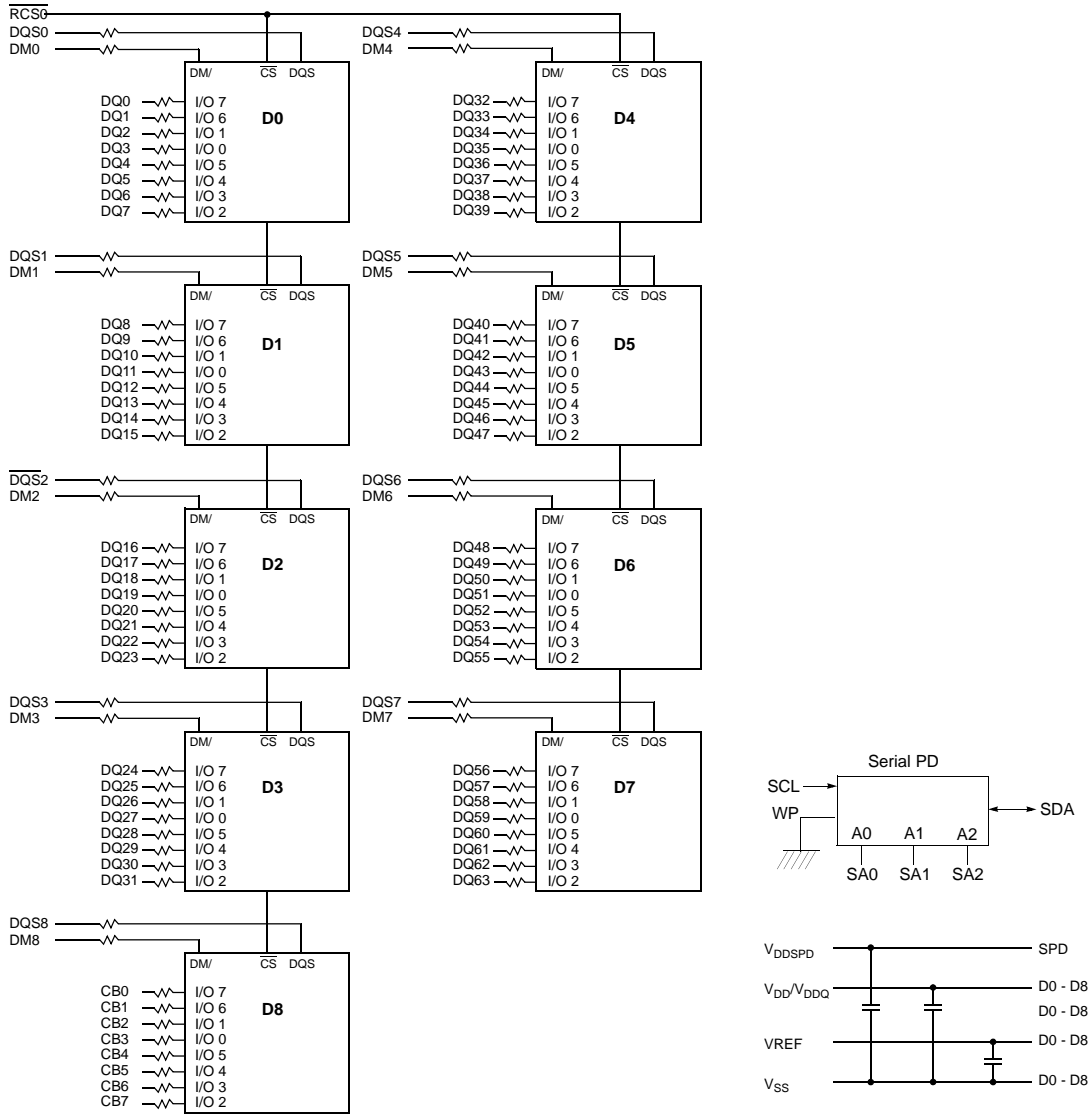 RCS0
DQS0
DM0
DM/ CS DQS
D0
DQ0 I/O 7
DQ1 I/O 6
DQ2 I/O 1
DQ3 I/O 0
DQ4 I/O 5
DQ5 I/O 4
DQ6 I/O 3
DQ7 I/O 2
DQS1
DM1
DM/ CS DQS
D1
DQ8 I/O 7
DQ9 I/O 6
DQ10 I/O 1
DQ11 I/O 0
DQ12 I/O 5
DQ13 I/O 4
DQ14 I/O 3
DQ15 I/O 2
DQS2
DM2
DM/ CS DQS
D2
DQ16 I/O 7
DQ17 I/O 6
DQ18 I/O 1
DQ19 I/O 0
DQ20 I/O 5
DQ21 I/O 4
DQ22 I/O 3
DQ23 I/O 2
DQS3
DM3
DM/ CS DQS
D3
DQ24 I/O 7
DQ25 I/O 6
DQ26 I/O 1
DQ27 I/O 0
DQ28 I/O 5
DQ29 I/O 4
DQ30 I/O 3
DQ31 I/O 2
DQS8
DM8
DM/ CS DQS
D8
CB0 I/O 7
CB1 I/O 6
CB2 I/O 1
CB3 I/O 0
CB4 I/O 5
CB5 I/O 4
CB6 I/O 3
CB7 I/O 2
DQS4
DM4
DM/ CS DQS
D4
DQ32 I/O 7
DQ33 I/O 6
DQ34 I/O 1
DQ35 I/O 0
DQ36 I/O 5
DQ37 I/O 4
DQ38 I/O 3
DQ39 I/O 2
DQS5
DM5
DM/ CS DQS
D5
DQ40 I/O 7
DQ41 I/O 6
DQ42 I/O 1
DQ43 I/O 0
DQ44 I/O 5
DQ45 I/O 4
DQ46 I/O 3
DQ47 I/O 2
DQS6
DM6
DM/ CS DQS
D6
DQ48 I/O 7
DQ49 I/O 6
DQ50 I/O 1
DQ51 I/O 0
DQ52 I/O 5
DQ53 I/O 4
DQ54 I/O 3
DQ55 I/O 2
DQS7
DM7
DM/ CS DQS
D7
DQ56 I/O 7
DQ57 I/O 6
DQ58 I/O 1
DQ59 I/O 0
DQ60 I/O 5
DQ61 I/O 4
DQ62 I/O 3
DQ63 I/O 2
Serial PD
SCL
WP
SDA
A0 A1 A2
SA0 SA1 SA2
VDDSPD SPD
VDD/VDDQ D0 - D8
D0 - D8
VREF D0 - D8
VSS D0 - D8